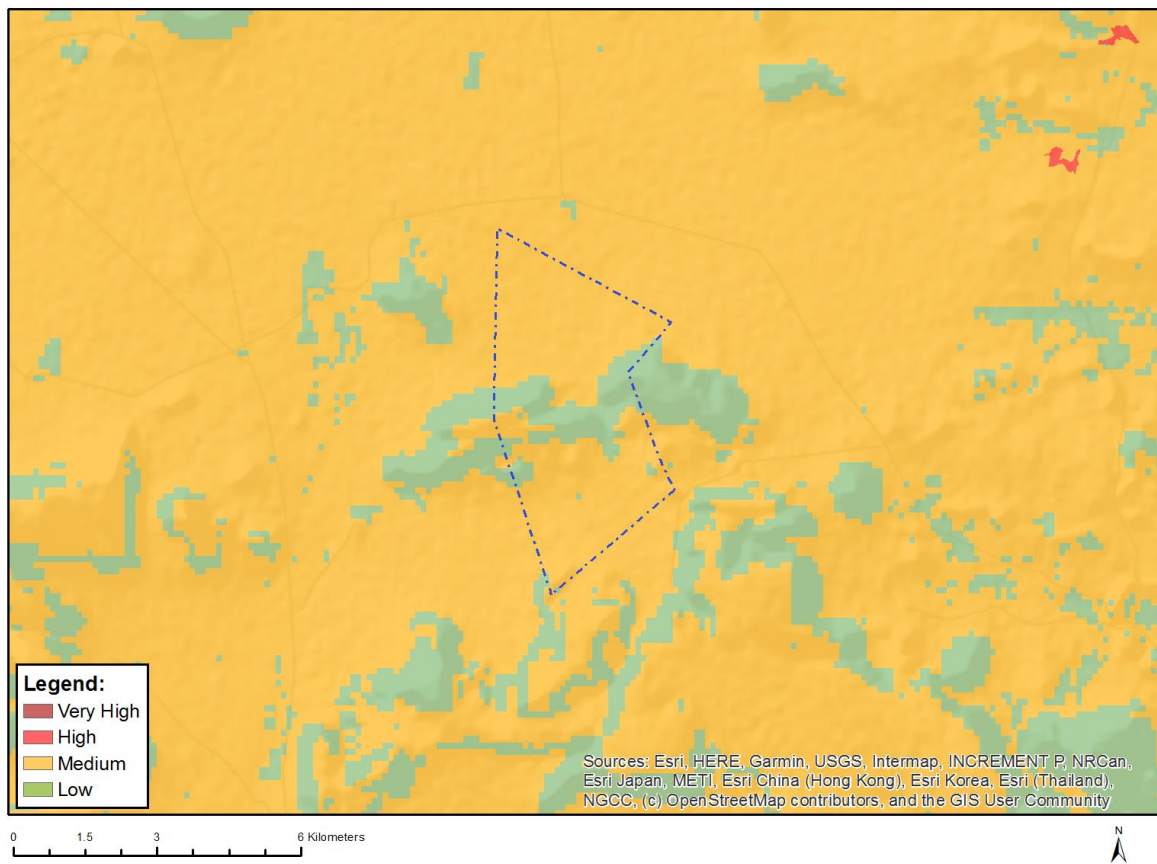 Legend:
Very High
High
Medium
Low
Sources: Esri, HERE, Garmin, USGS, Intermap, INCREMENT P, NRCan,
Esri Japan, METI, Esri China (Hong Kong), Esri Korea, Esri (Thailand),
NGCC, (c) OpenStreetMap contributors, and the GIS User Community
0 1.5 3 6 Kilometers
N